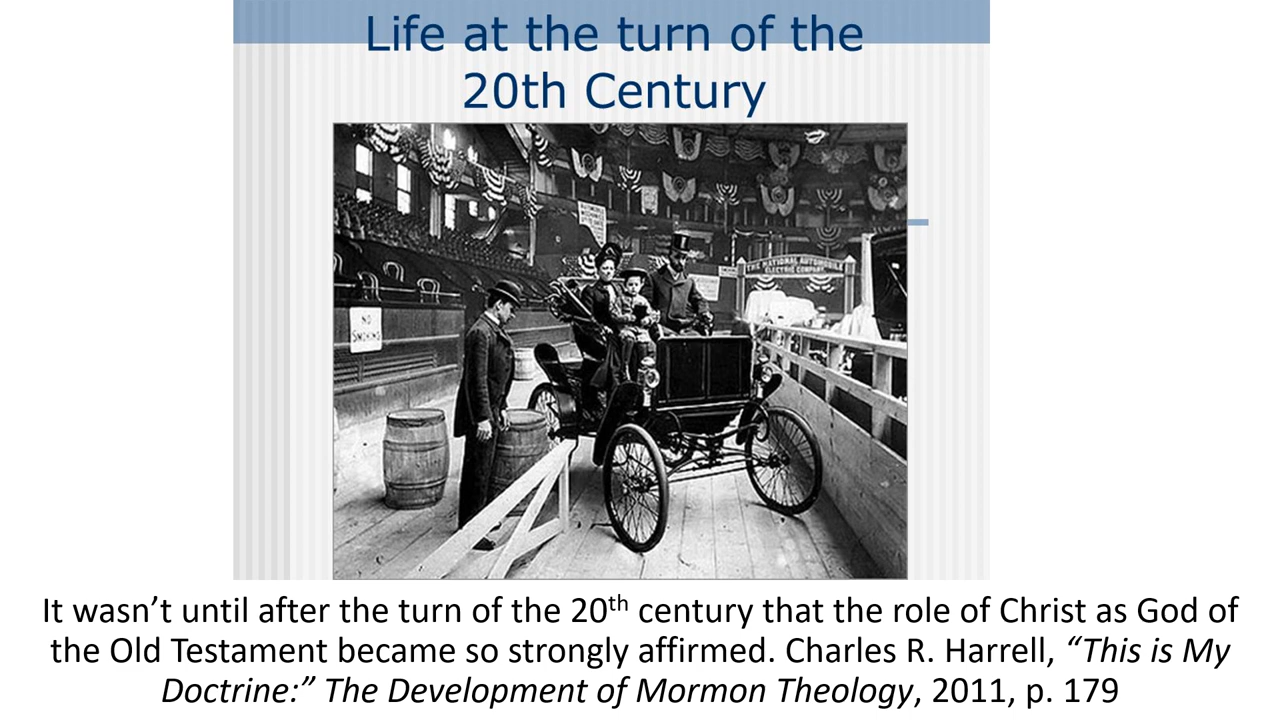 Life at the turn of the
20th Century
THE NATIONAL AUTOMOBILE
ELECTRIC COMPANY
NO
SMOKING
It wasn’t until after the turn of the 20th century that the role of Christ as God of
the Old Testament became so strongly affirmed. Charles R. Harrell, “This is My
Doctrine:” The Development of Mormon Theology, 2011, p. 179